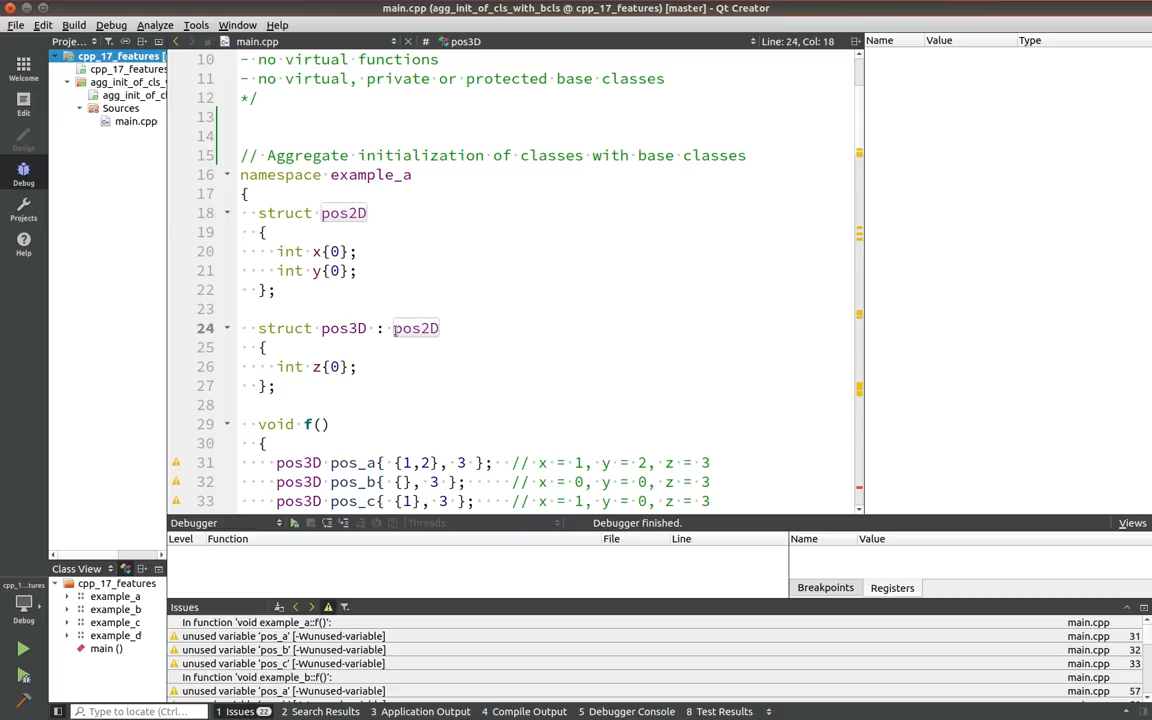 main.cpp (agg_init_of_cls_with_bcls @ cpp_17_features) [master] - Qt Creator
File Edit Build Debug Analyze Tools Window Help
Proje... main.cpp # pos3D Line: 24, Col: 18 Name Value Type
Welcome
Edit
Design
Debug
Projects
Help
cpp_17_features [
cpp_17_features
agg_init_of_cls_
agg_init_of_cl
Sources
main.cpp
10 - no virtual functions
11 - no virtual, private or protected base classes
12 */
13
14
15 // Aggregate initialization of classes with base classes
16 namespace example_a
17 {
18 struct pos2D
19 {
20 int x{0};
21 int y{0};
22 };
23
24 struct pos3D : pos2D
25 {
26 int z{0};
27 };
28
29 void f()
30 {
31 pos3D pos_a{ {1,2}, 3 }; // x = 1, y = 2, z = 3
32 pos3D pos_b{ {}, 3 }; // x = 0, y = 0, z = 3
33 pos3D pos_c{ {1}, 3 }; // x = 1, y = 0, z = 3
Debugger Threads: Debugger finished. Views
Level Function File Line Name Value
Breakpoints Registers
Class View
cpp_17_features
example_a
example_b
example_c
example_d
main ()
cpp_1...tures
Debug
Issues
In function 'void example_a::f()': main.cpp
unused variable 'pos_a' [-Wunused-variable] main.cpp 31
unused variable 'pos_b' [-Wunused-variable] main.cpp 32
unused variable 'pos_c' [-Wunused-variable] main.cpp 33
In function 'void example_b::f()': main.cpp
unused variable 'pos_a' [-Wunused-variable] main.cpp 57
Type to locate (Ctrl... 1 Issues 22 2 Search Results 3 Application Output 4 Compile Output 5 Debugger Console 8 Test Results